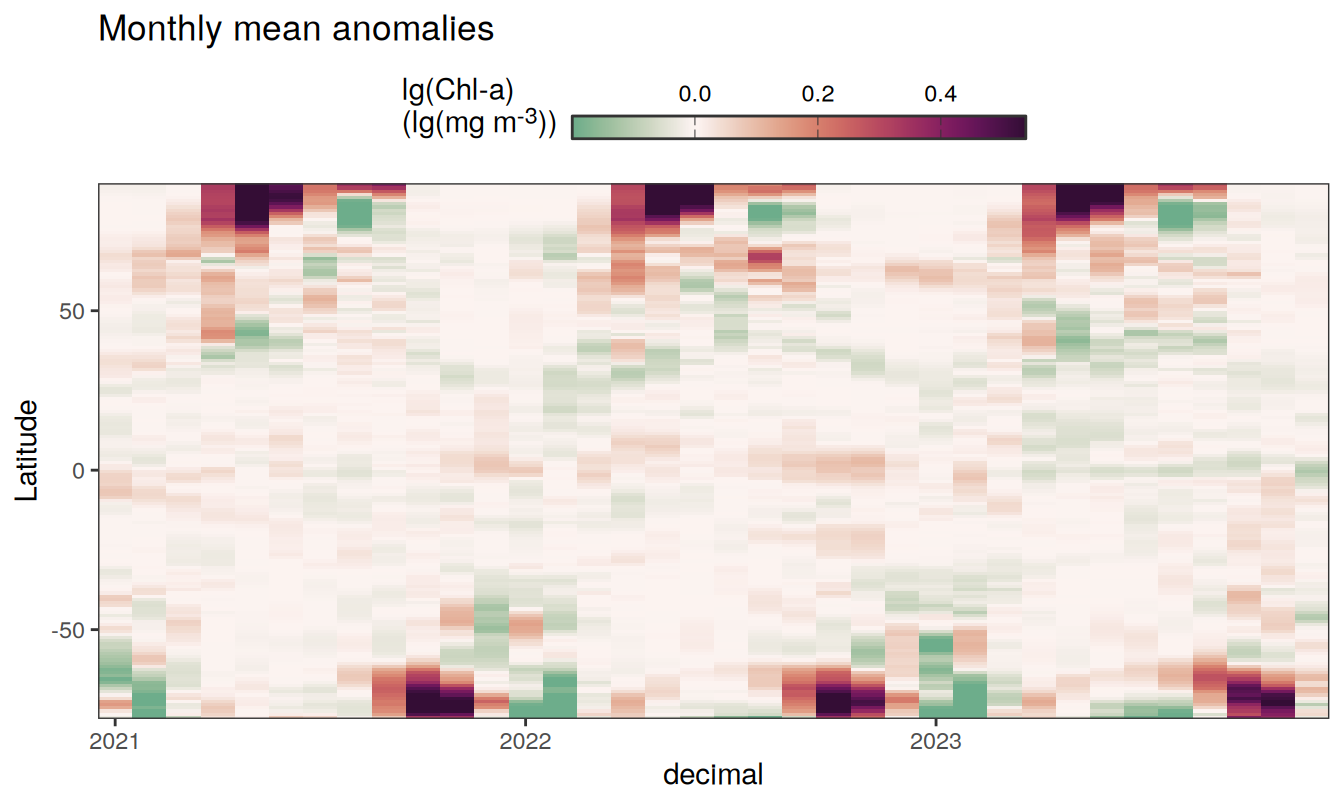 Monthly mean anomalies
lg(Chl-a)
(lg(mg m-3))
0.0 0.2 0.4
Latitude
50
0
-50
2021 2022 2023
decimal